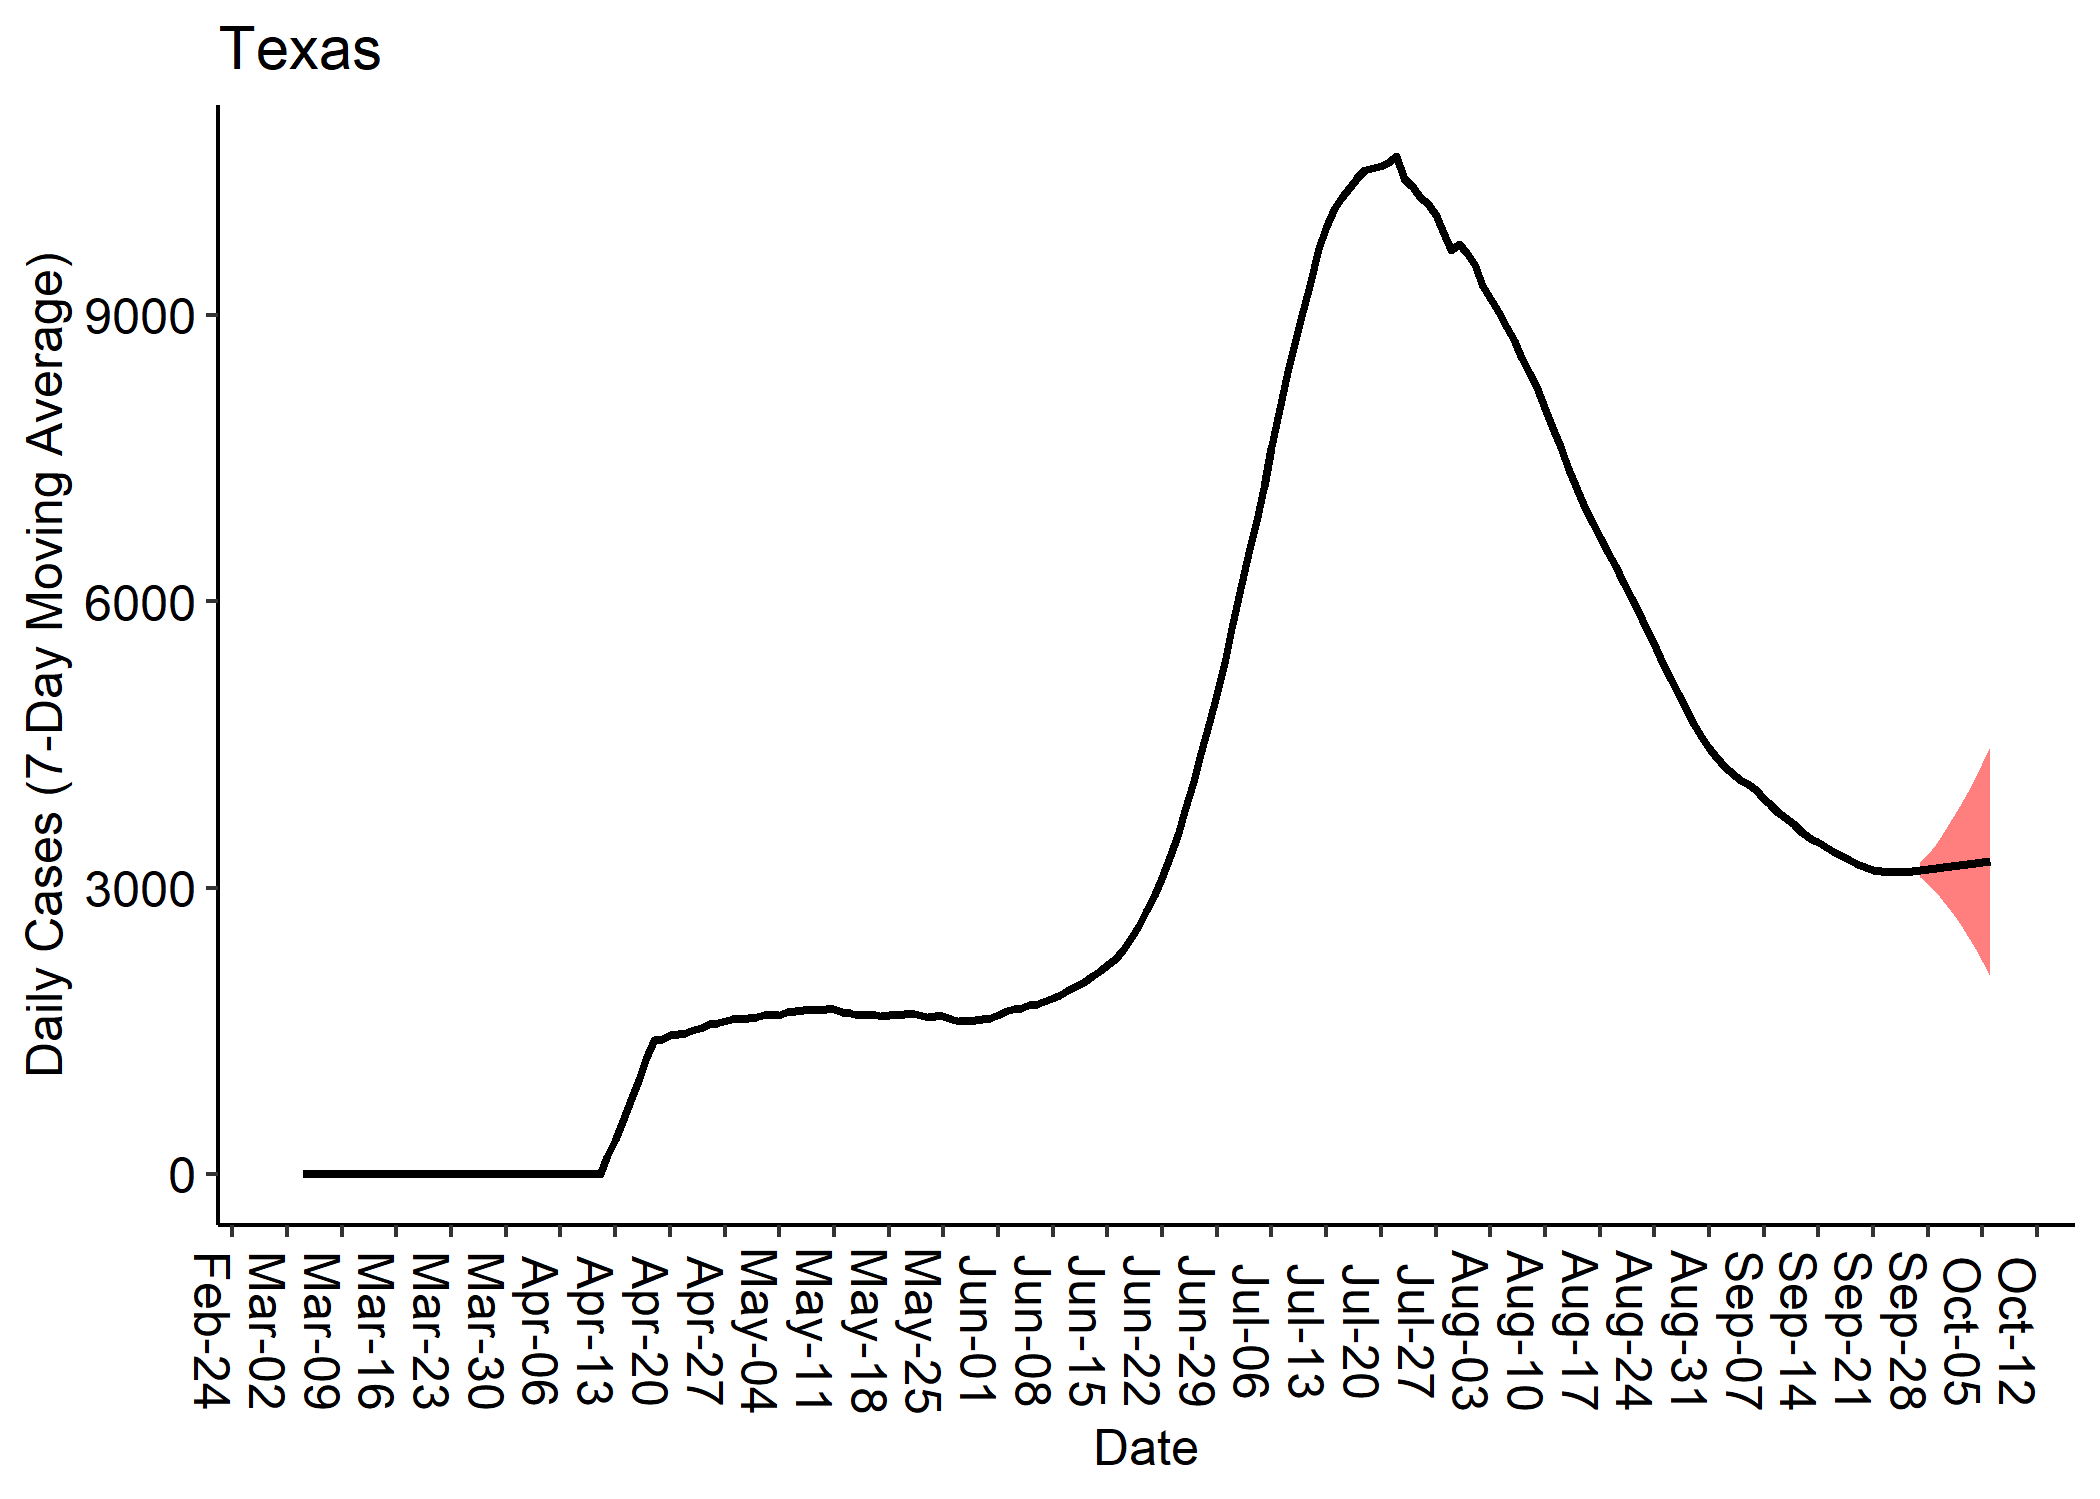 Texas
Daily Cases (7-Day Moving Average)
9000
6000
3000
0
Feb-24
Mar-02
Mar-09
Mar-16
Mar-23
Mar-30
Apr-06
Apr-13
Apr-20
Apr-27
May-04
May-11
May-18
May-25
Jun-01
Jun-08
Jun-15
Jun-22
Jun-29
Jul-06
Jul-13
Jul-20
Jul-27
Aug-03
Aug-10
Aug-17
Aug-24
Aug-31
Sep-07
Sep-14
Sep-21
Sep-28
Oct-05
Oct-12
Date